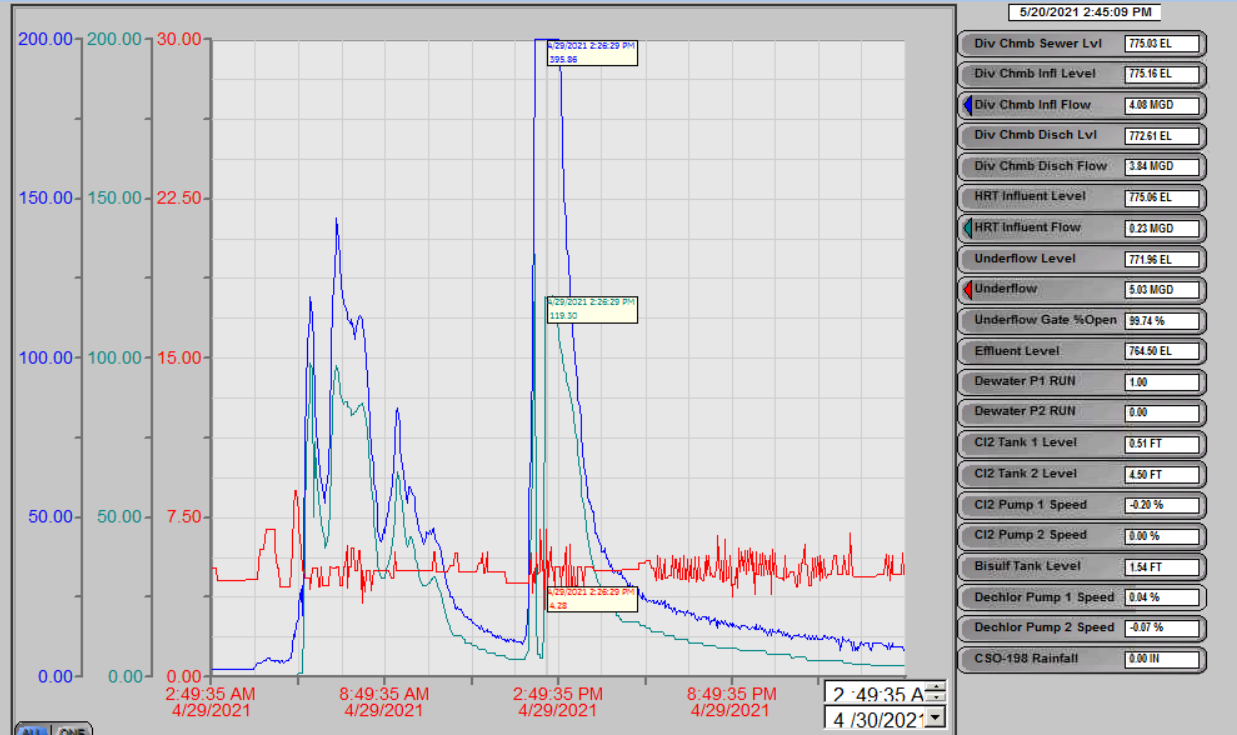 5/20/2021 2:45:09 PM
200.00 200.00 30.00
150.00 150.00 22.50
100.00 100.00 15.00
50.00 50.00 7.50
0.00 0.00 0.00
4/29/2021 2:26:29 PM
395.86
4/29/2021 2:26:29 PM
119.30
4/29/2021 2:26:29 PM
4.28
2:49:35 AM 8:49:35 AM 2:49:35 PM 8:49:35 PM
4/29/2021 4/29/2021 4/29/2021 4/29/2021
2:49:35 A
4 /30/2021
ALL ONE
Div Chmb Sewer Lvl 775.03 EL
Div Chmb Infl Level 775.16 EL
Div Chmb Infl Flow 4.08 MGD
Div Chmb Disch Lvl 772.61 EL
Div Chmb Disch Flow 3.84 MGD
HRT Influent Level 775.06 EL
HRT Influent Flow 0.23 MGD
Underflow Level 771.96 EL
Underflow 5.03 MGD
Underflow Gate %Open 99.74 %
Effluent Level 764.50 EL
Dewater P1 RUN 1.00
Dewater P2 RUN 0.00
Cl2 Tank 1 Level 0.51 FT
Cl2 Tank 2 Level 4.50 FT
Cl2 Pump 1 Speed -0.20 %
Cl2 Pump 2 Speed 0.00 %
Bisulf Tank Level 1.54 FT
Dechlor Pump 1 Speed 0.04 %
Dechlor Pump 2 Speed -0.07 %
CSO-198 Rainfall 0.00 IN